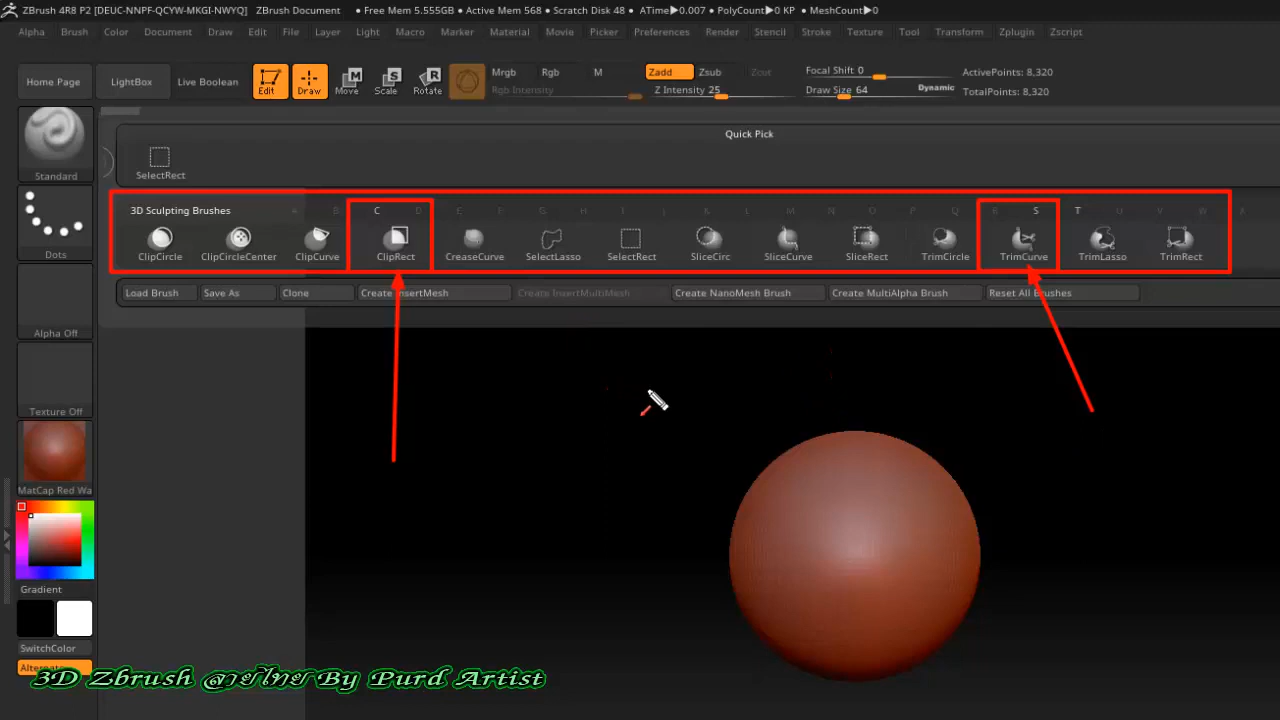 ZBrush 4R8 P2 [DEUC-NNPF-QCYW-MKGI-NWYQ] ZBrush Document • Free Mem 5.555GB • Active Mem 568 • Scratch Disk 48 • ATime▶0.007 • PolyCount▶0 KP • MeshCount▶0
Alpha Brush Color Document Draw Edit File Layer Light Macro Marker Material Movie Picker Preferences Render Stencil Stroke Texture Tool Transform Zplugin Zscript
Home Page LightBox Live Boolean Edit Draw Move Scale Rotate
M S R
Mrgb Rgb M Zadd Zsub Zcut Focal Shift 0 ActivePoints: 8,320
Rgb Intensity Z Intensity 25 Draw Size 64 Dynamic TotalPoints: 8,320
Quick Pick
SelectRect
Standard
3D Sculpting Brushes A B C D E F G H I J K L M N O P Q R S T U V W X
ClipCircle ClipCircleCenter ClipCurve ClipRect CreaseCurve SelectLasso SelectRect SliceCirc SliceCurve SliceRect TrimCircle TrimCurve TrimLasso TrimRect
Dots
Load Brush Save As Clone Create InsertMesh Create InsertMultiMesh Create NanoMesh Brush Create MultiAlpha Brush Reset All Brushes
Alpha Off
Texture Off
MatCap Red Wa
Gradient
SwitchColor
Alternate
3D Zbrush ลายไทย By Purd Artist